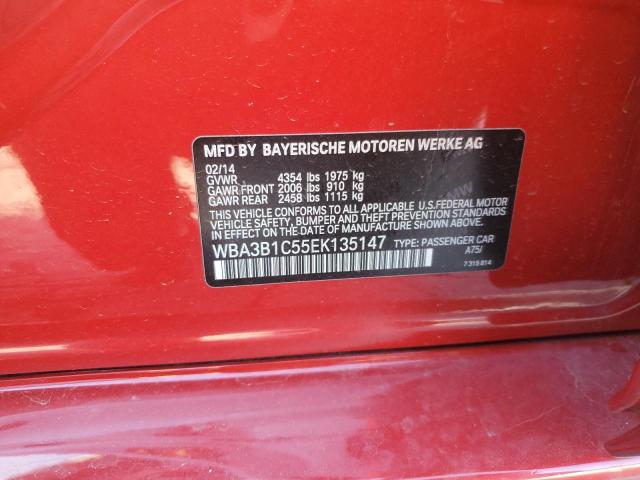 MFD BY BAYERISCHE MOTOREN WERKE AG
02/14
GVWR 4354 lbs 1975 kg
GAWR FRONT 2006 lbs 910 kg
GAWR REAR 2458 lbs 1115 kg
THIS VEHICLE CONFORMS TO ALL APPLICABLE U.S.FEDERAL MOTOR
VEHICLE SAFETY, BUMPER AND THEFT PREVENTION STANDARDS
IN EFFECT ON THE DATE OF MANUFACTURE SHOWN ABOVE.
WBA3B1C55EK135147 TYPE: PASSENGER CAR
A75/
7319814